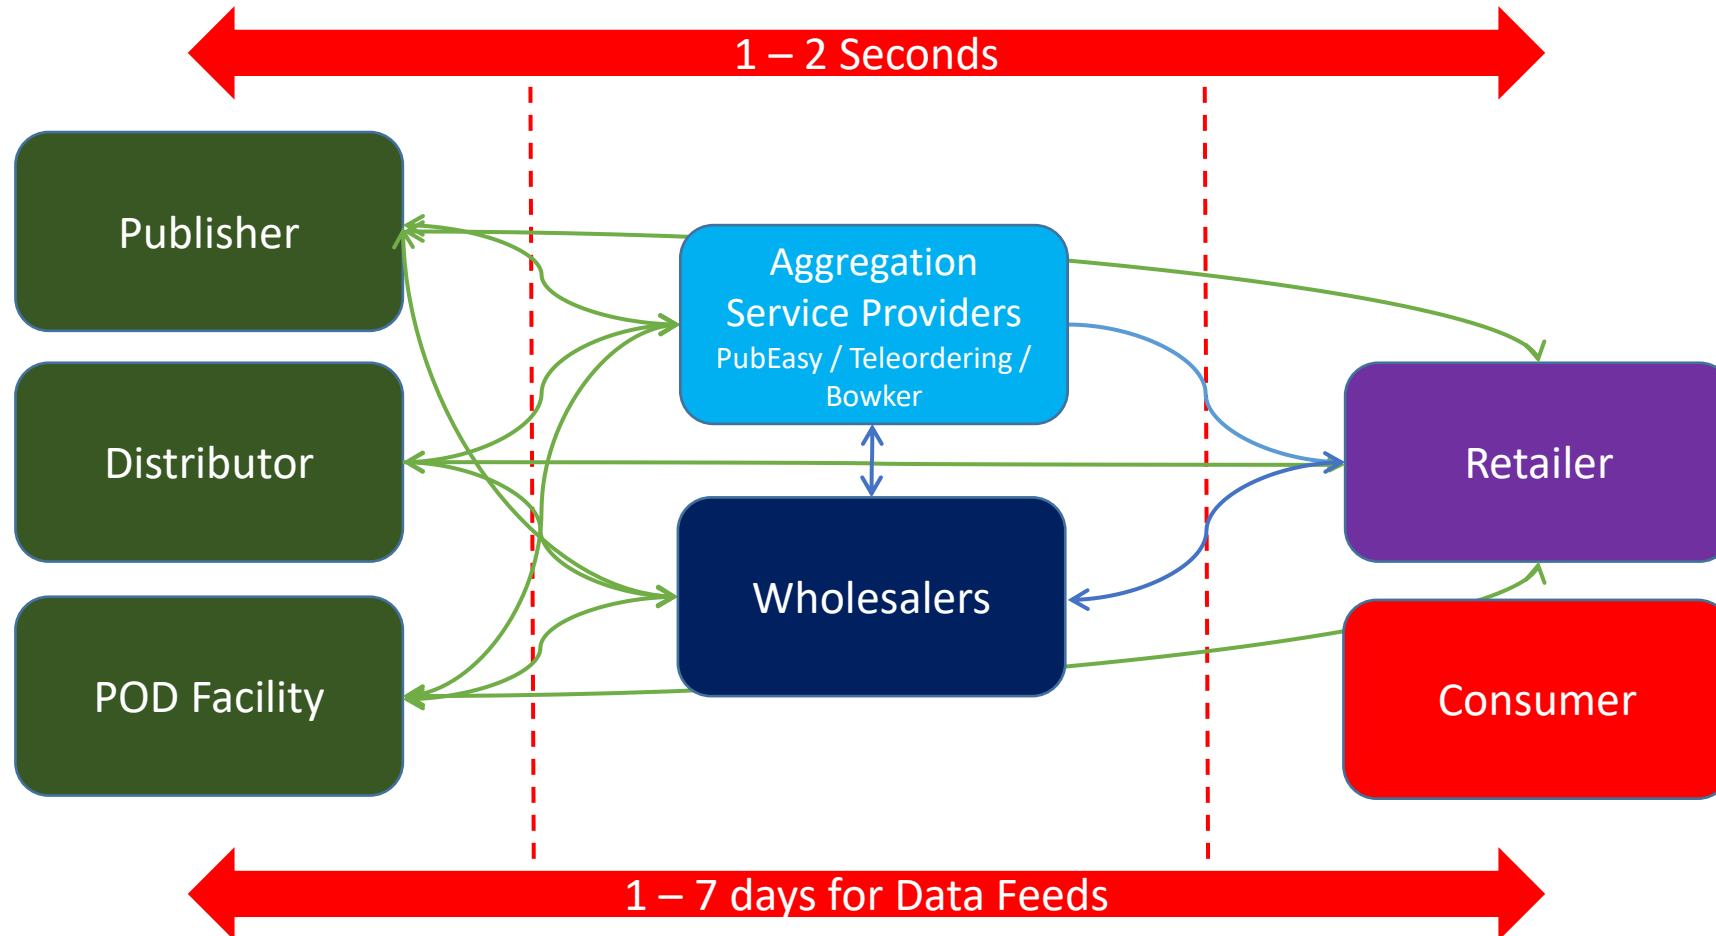 1 – 2 Seconds
Publisher
Aggregation
Service Providers
PubEasy / Teleordering /
Bowker
Distributor
Retailer
Wholesalers
POD Facility
Consumer
1 – 7 days for Data Feeds